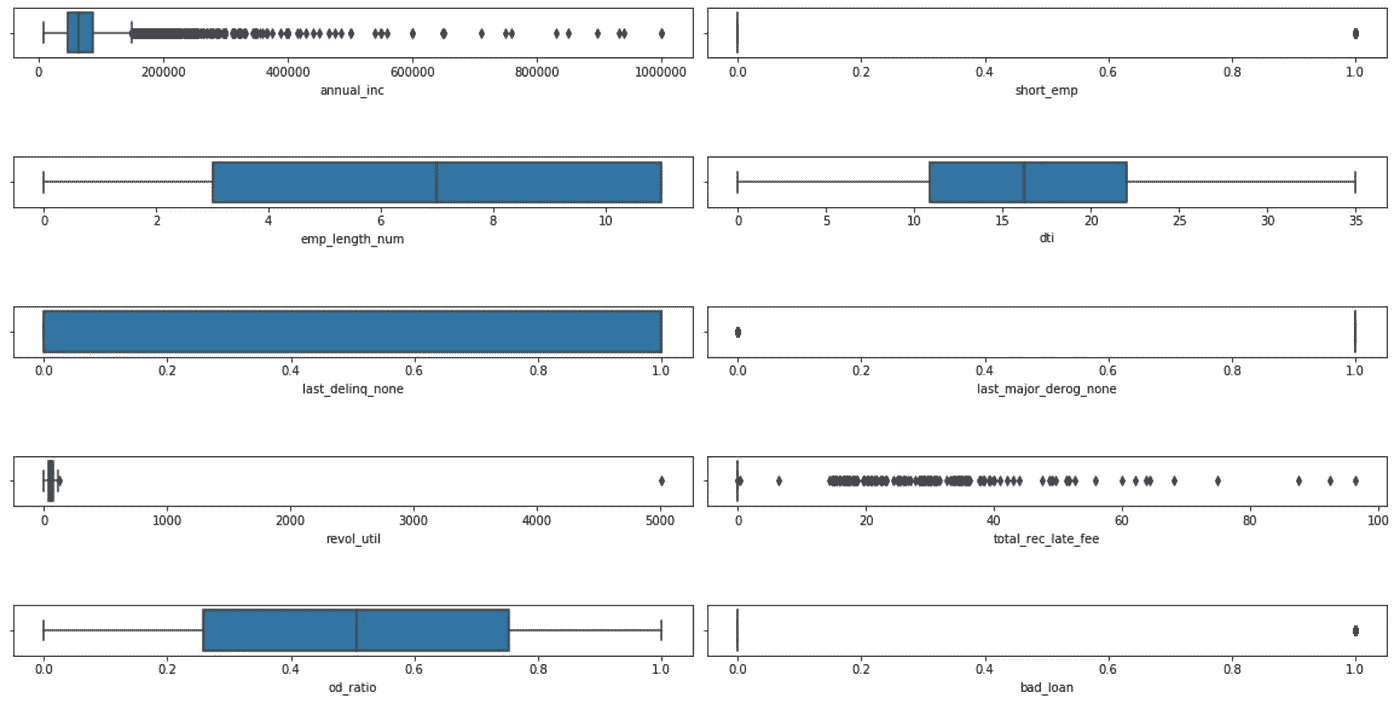 0 200000 400000 600000 800000 1000000
annual_inc
0.0 0.2 0.4 0.6 0.8 1.0
short_emp
0 2 4 6 8 10
emp_length_num
0 5 10 15 20 25 30 35
dti
0.0 0.2 0.4 0.6 0.8 1.0
last_delinq_none
0.0 0.2 0.4 0.6 0.8 1.0
last_major_derog_none
0 1000 2000 3000 4000 5000
revol_util
0 20 40 60 80 100
total_rec_late_fee
0.0 0.2 0.4 0.6 0.8 1.0
od_ratio
0.0 0.2 0.4 0.6 0.8 1.0
bad_loan